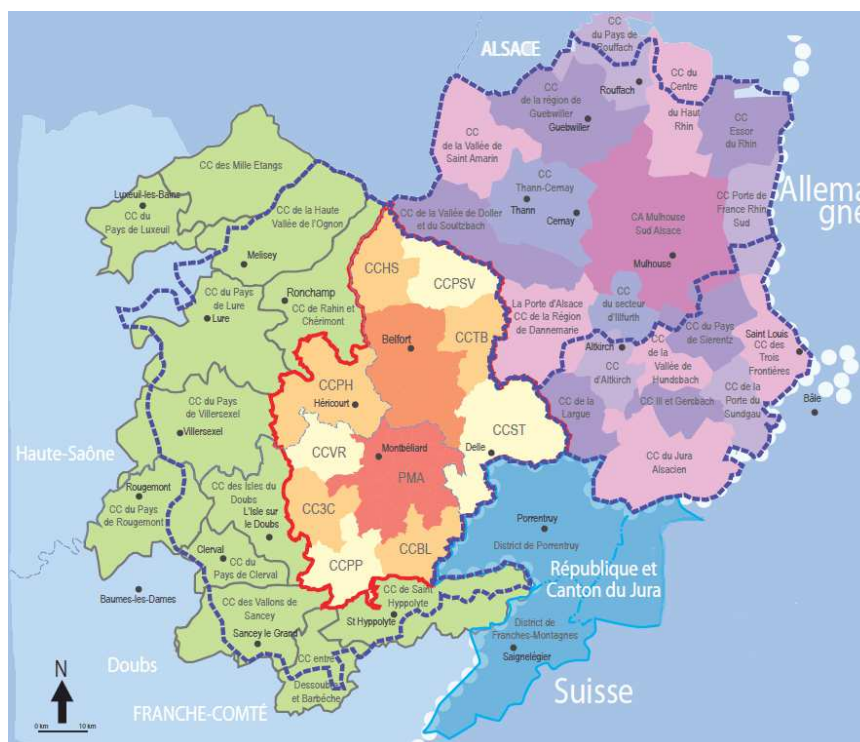 ALSACE
CC
du Pays de
Rouffach
Rouffach
CC du
Centre
du Haut
Rhin
CC
de la région de
Guebwiller
Guebwiller
CC
Essor
du Rhin
CC
de la Vallée de
Saint Amarin
CC
Thann-Cernay
Thann
Cernay
CC des Mille Etangs
Luxeuil-les-Bains
CC du
Pays de Luxeuil
CC de la Haute
Vallée de l'Ognon
Melisey
CC de la Vallée de Doller
et du Soultzbach
CA Mulhouse
Sud Alsace
Mulhouse
CC Porte de
France Rhin
Sud
Allema
gne
CCHS
CCPSV
CC du Pays
de Lure
Lure
Ronchamp
CC de Rahin et
Chérimont
La Porte d'Alsace
CC de la Région
de Dannemarie
CC
du secteur
d'Illfurth
CC du Pays
de Sierentz
Saint Louis
CC des
Trois
Frontières
Belfort
CCTB
Altkirch
CC
d'Altkirch
CC
de la
Vallée de
Hundsbach
CCPH
Héricourt
CC de la
Largue
CC Ill et Gersbach
CC de la
Porte du
Sundgau
Bâle
CC du Pays
de Villersexel
Villersexel
CCST
Delle
CCVR
Montbéliard
PMA
CC du Jura
Alsacien
Haute-Saône
Rougemont
CC du Pays
de Rougemont
CC des Isles du
Doubs
L'Isle sur
le Doubs
CC3C
Porrentruy
District de Porrentruy
Clerval
CC du
Pays de Clerval
CCPP
CCBL
République et
Canton du Jura
Baumes-les-Dames
CC des Vallons de
Sancey
Sancey le Grand
CC de Saint
Hyppolyte
St Hyppolyte
District de
Franches-Montagnes
Saignelégier
Doubs
CC entre
Dessoubre
et Barbèche
Suisse
FRANCHE-COMTÉ
N
0 km 10 km